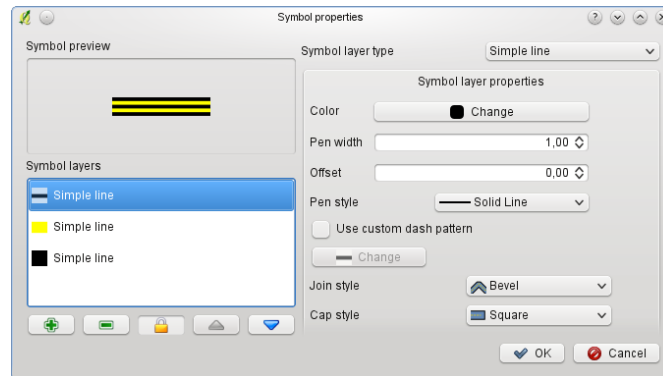 Symbol properties
Symbol preview
Symbol layers
Simple line
Simple line
Simple line
Symbol layer type
Simple line
Symbol layer properties
Color
Change
Pen width
1,00
Offset
0,00
Pen style
Solid Line
Use custom dash pattern
Change
Join style
Bevel
Cap style
Square
OK
Cancel